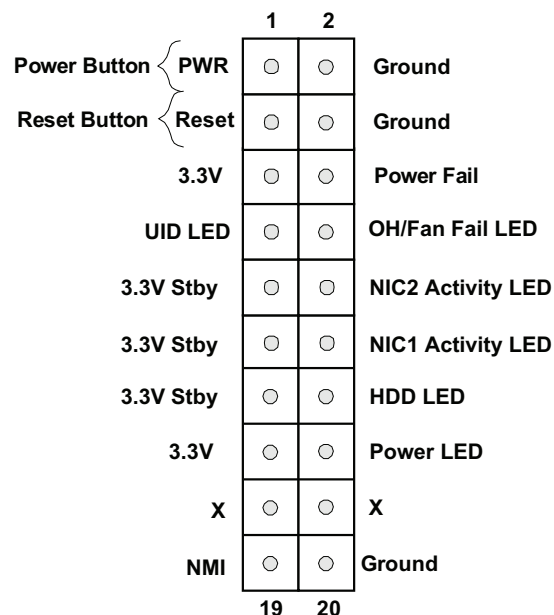 1 2
Power Button PWR Ground
Reset Button Reset Ground
3.3V Power Fail
UID LED OH/Fan Fail LED
3.3V Stby NIC2 Activity LED
3.3V Stby NIC1 Activity LED
3.3V Stby HDD LED
3.3V Power LED
X X
NMI Ground
19 20